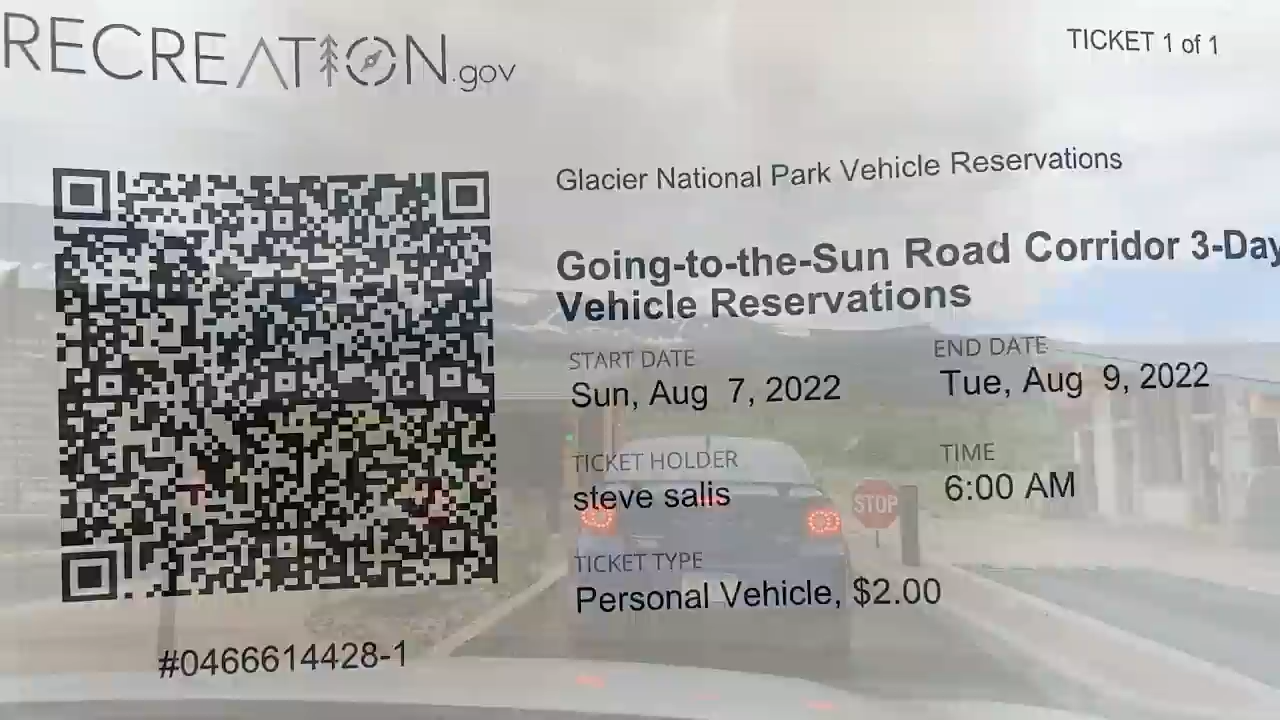 RECREATION.gov
TICKET 1 of 1
Glacier National Park Vehicle Reservations
Going-to-the-Sun Road Corridor 3-Day
Vehicle Reservations
START DATE
END DATE
Sun, Aug 7, 2022
Tue, Aug 9, 2022
TICKET HOLDER
TIME
steve salis
6:00 AM
STOP
TICKET TYPE
Personal Vehicle, $2.00
#0466614428-1